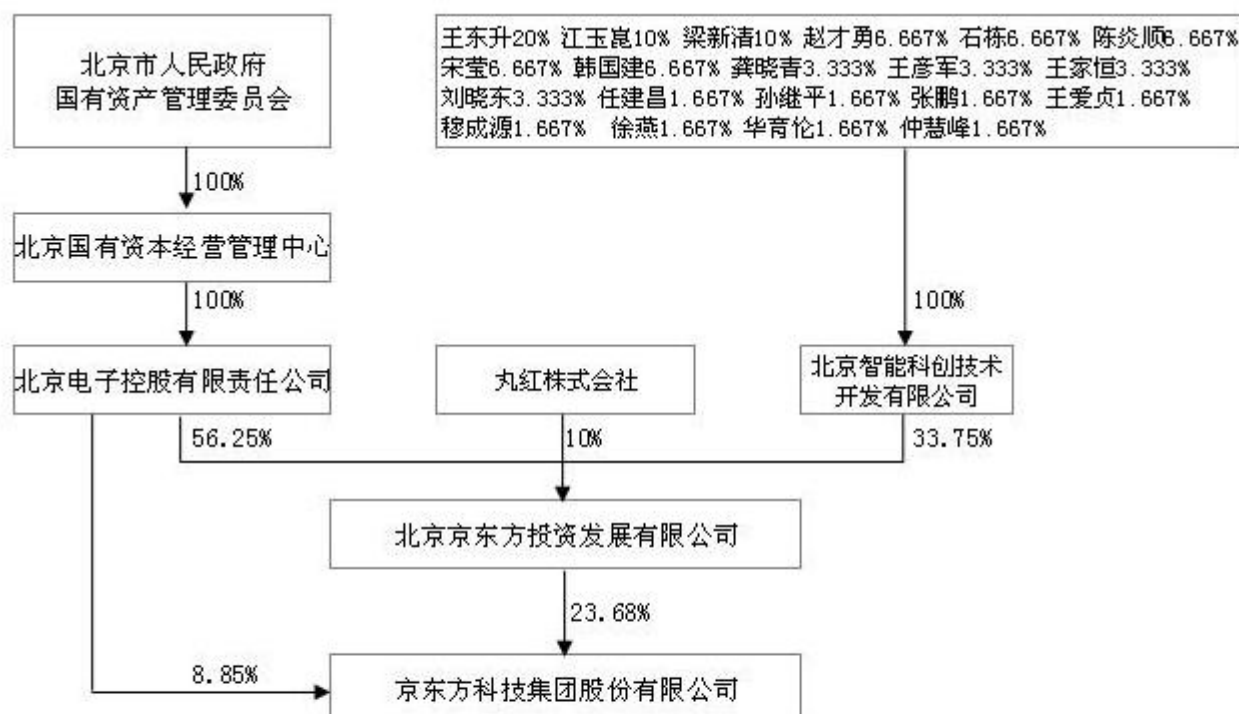 北京市人民政府
国有资产管理委员会
王东升20% 江玉崑10% 梁新清10% 赵才勇6.667% 石栋6.667% 陈炎顺6.667%
宋莹6.667% 韩国建6.667% 龚晓青3.333% 王彦军3.333% 王家恒3.333%
刘晓东3.333% 任建昌1.667% 孙继平1.667% 张鹏1.667% 王爱贞1.667%
穆成源1.667% 徐燕1.667% 华育伦1.667% 仲慧峰1.667%
100%
北京国有资本经营管理中心
100%
100%
北京电子控股有限责任公司
丸红株式会社
北京智能科创技术
开发有限公司
56.25%
10%
33.75%
北京京东方投资发展有限公司
23.68%
8.85%
京东方科技集团股份有限公司